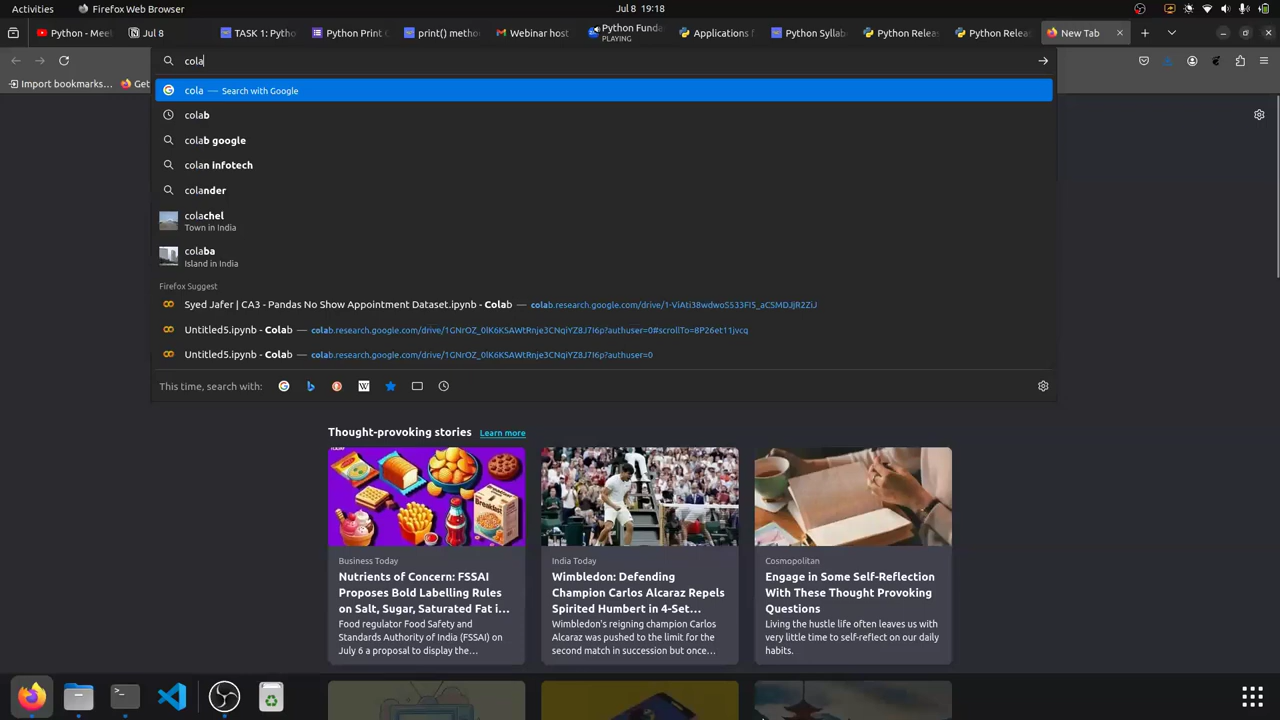 Activities
Firefox Web Browser
Jul 8 19:18
Python - Mee
Jul 8
TASK 1: Pytho
Python Print (
print() metho
Webinar host
Python Funda
PLAYING
Applications f
Python Syllab
Python Relea
Python Relea
New Tab
cola
Import bookmarks...
Get
cola — Search with Google
colab
colab google
colan infotech
colander
colachel
Town in India
colaba
Island in India
Firefox Suggest
Syed Jafer | CA3 - Pandas No Show Appointment Dataset.ipynb - Colab — colab.research.google.com/drive/1-VlAti38wdwoS533FI5_aC5MDJJR2ZiJ
Untitled5.ipynb - Colab — colab.research.google.com/drive/1GNrOZ_0lK6KSAWtRnje3CNqiYZ8J7I6p?authuser=0#scrollTo=8P26et11jvcq
Untitled5.ipynb - Colab — colab.research.google.com/drive/1GNrOZ_0lK6KSAWtRnje3CNqiYZ8J7I6p?authuser=0
This time, search with:
Thought-provoking stories
Learn more
Business Today
Nutrients of Concern: FSSAI
Proposes Bold Labelling Rules
on Salt, Sugar, Saturated Fat i...
Food regulator Food Safety and
Standards Authority of India (FSSAI) on
July 6 a proposal to display the...
India Today
Wimbledon: Defending
Champion Carlos Alcaraz Repels
Spirited Humbert in 4-Set...
Wimbledon's reigning champion Carlos
Alcaraz was pushed to the limit for the
second match in succession but once...
Cosmopolitan
Engage in Some Self-Reflection
With These Thought Provoking
Questions
Living the hustle life often leaves us with
very little time to self-reflect on our daily
habits.